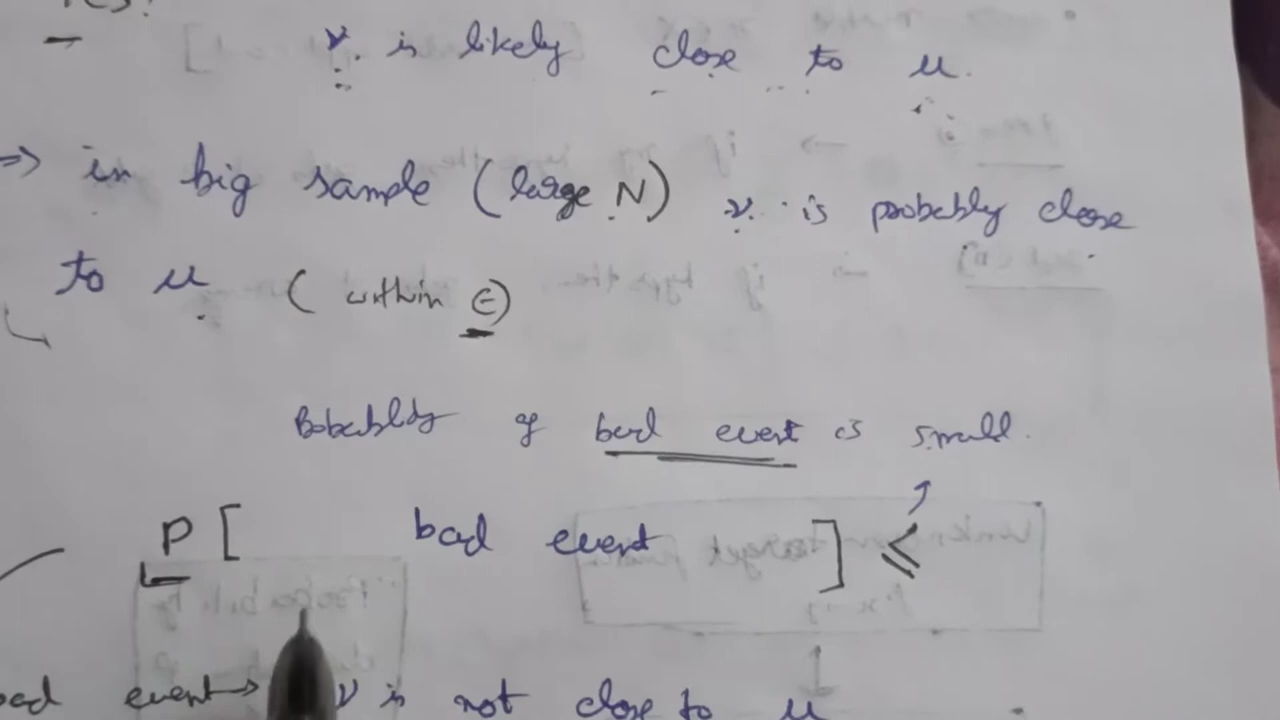 ν is likely close to μ.
⇒ in big sample (large N) ν is probably close
to μ (within ϵ)
Probability of bad event is small.
P [ bad event ] ≤
bad event → ν is not close to μ